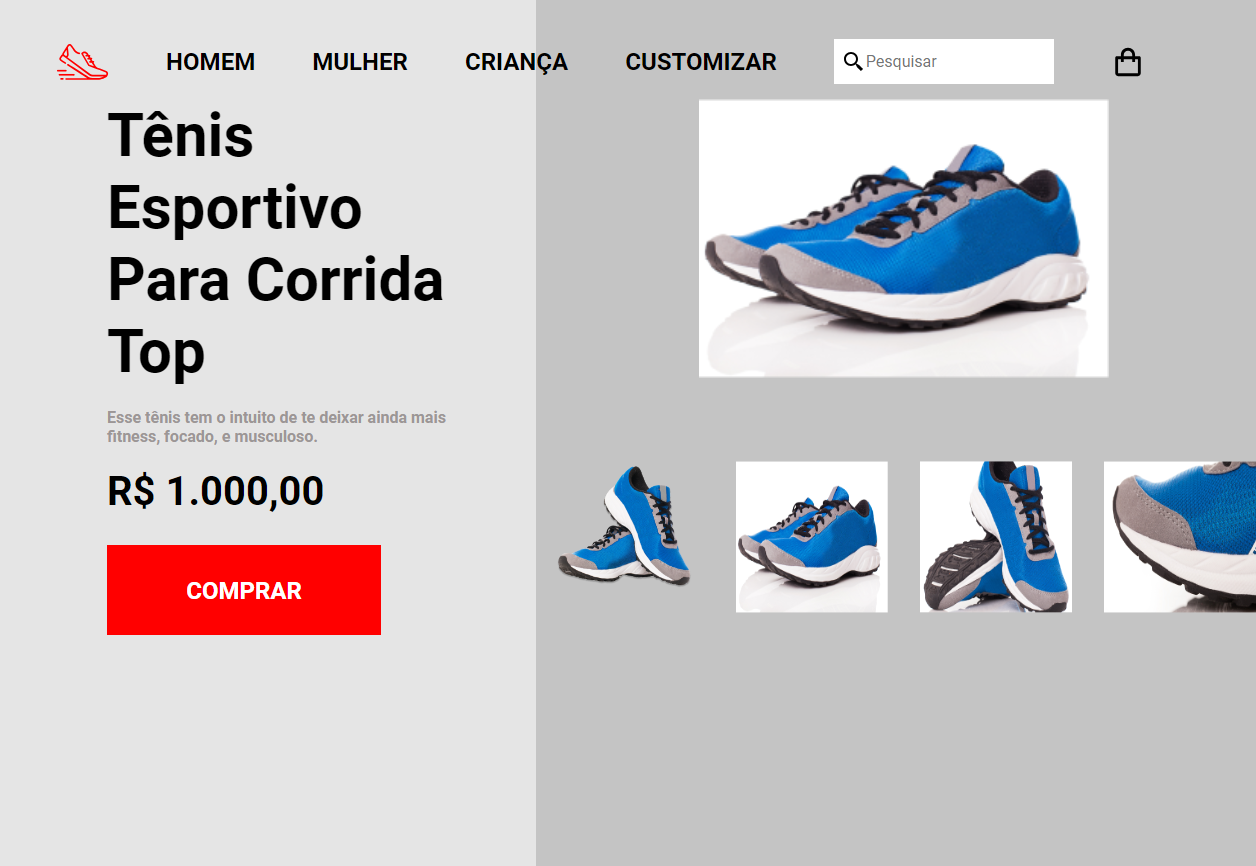 HOMEM MULHER CRIANÇA CUSTOMIZAR Pesquisar
Tênis
Esportivo
Para Corrida
Top
Esse tênis tem o intuito de te deixar ainda mais
fitness, focado, e musculoso.
R$ 1.000,00
COMPRAR